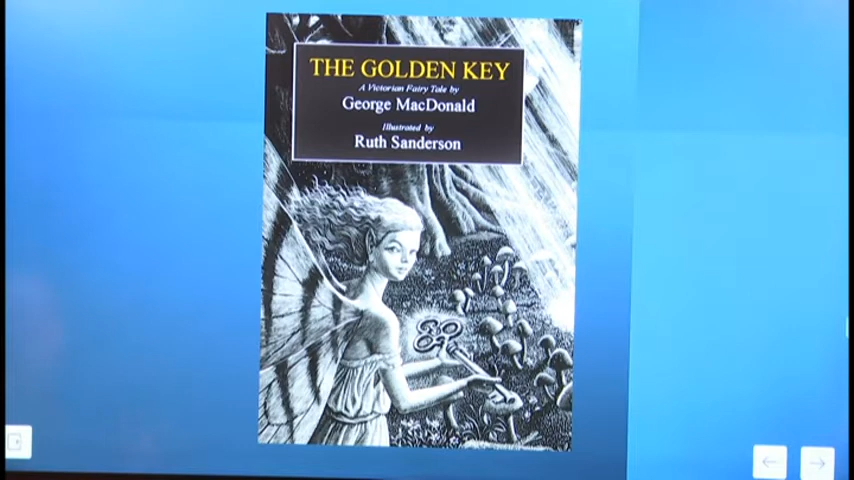 THE GOLDEN KEY
A Victorian Fairy Tale by
George MacDonald
Illustrated by
Ruth Sanderson